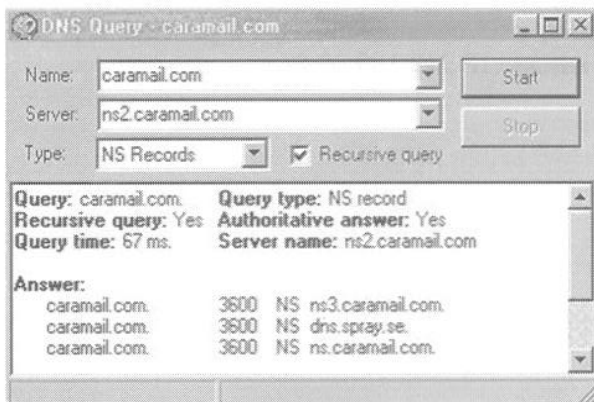 DNS Query - caramail.com
Name: caramail.com
Start
Server: ns2.caramail.com
Stop
Type: NS Records Recursive query
Query: caramail.com. Query type: NS record
Recursive query: Yes Authoritative answer: Yes
Query time: 67 ms. Server name: ns2.caramail.com
Answer:
caramail.com. 3600 NS ns3.caramail.com.
caramail.com. 3600 NS dns.spray.se.
caramail.com. 3600 NS ns.caramail.com.